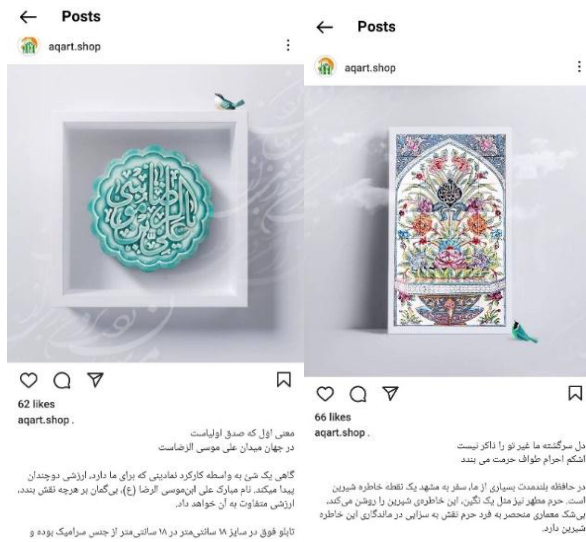 ← Posts
aqart.shop
62 likes
aqart.shop .
معنی اوّل که صدق اولیاست
در جهان میدان علی موسی الرضاست
گاهی یک شئ به واسطه کارکرد نمادینی که برای ما دارد، ارزشی دوچندان
پیدا میکند. نام مبارک علی ابن‌موسی الرضا (ع)، بی‌گمان بر هرچه نقش بندد،
ارزشی متفاوت به آن خواهد داد.
تابلو فوق در سایز ۱۸ سانتی‌متر در ۱۸ سانتی‌متر از جنس سرامیک بوده و
← Posts
aqart.shop
66 likes
aqart.shop .
دل سرگشته ما غیر تو را ذاکر نیست
اشکم احرام طواف حرمت می بندد
در حافظه بلندمدت بسیاری از ما، سفر به مشهد یک نقطه خاطره شیرین
است. حرم مطهر نیز مثل یک نگین، این خاطره‌ی شیرین را روشن می‌کند.
بی‌شک معماری منحصر به فرد حرم نقش به سزایی در ماندگاری این خاطره
شیرین دارد.